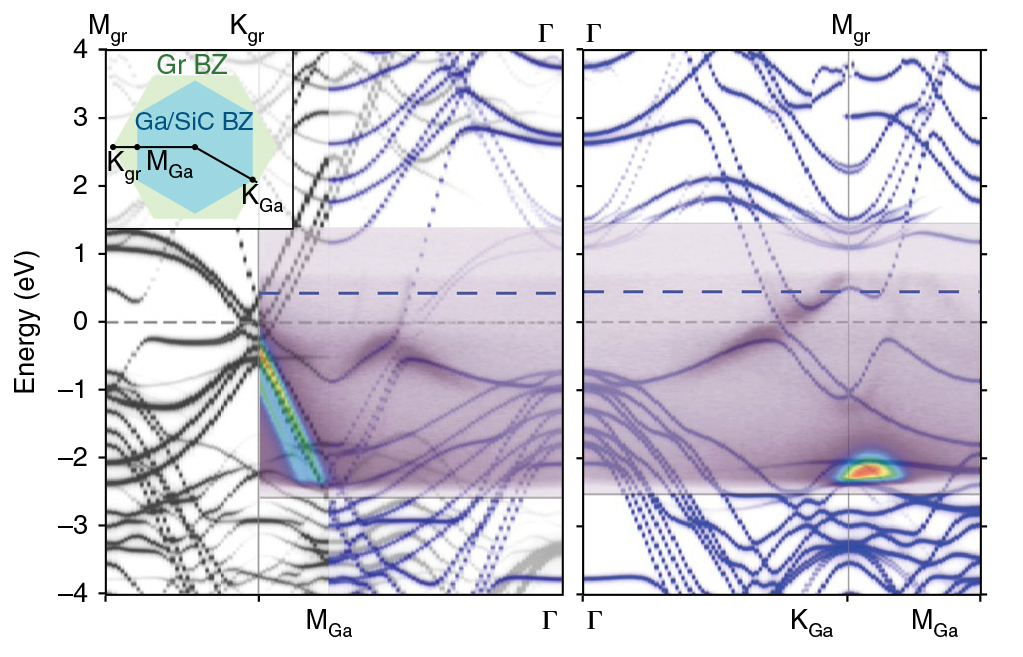 M_gr K_gr Γ Γ M_gr
Gr BZ
Ga/SiC BZ
K_gr M_Ga
K_Ga
Energy (eV)
4
3
2
1
0
–1
–2
–3
–4
M_Ga Γ Γ K_Ga M_Ga